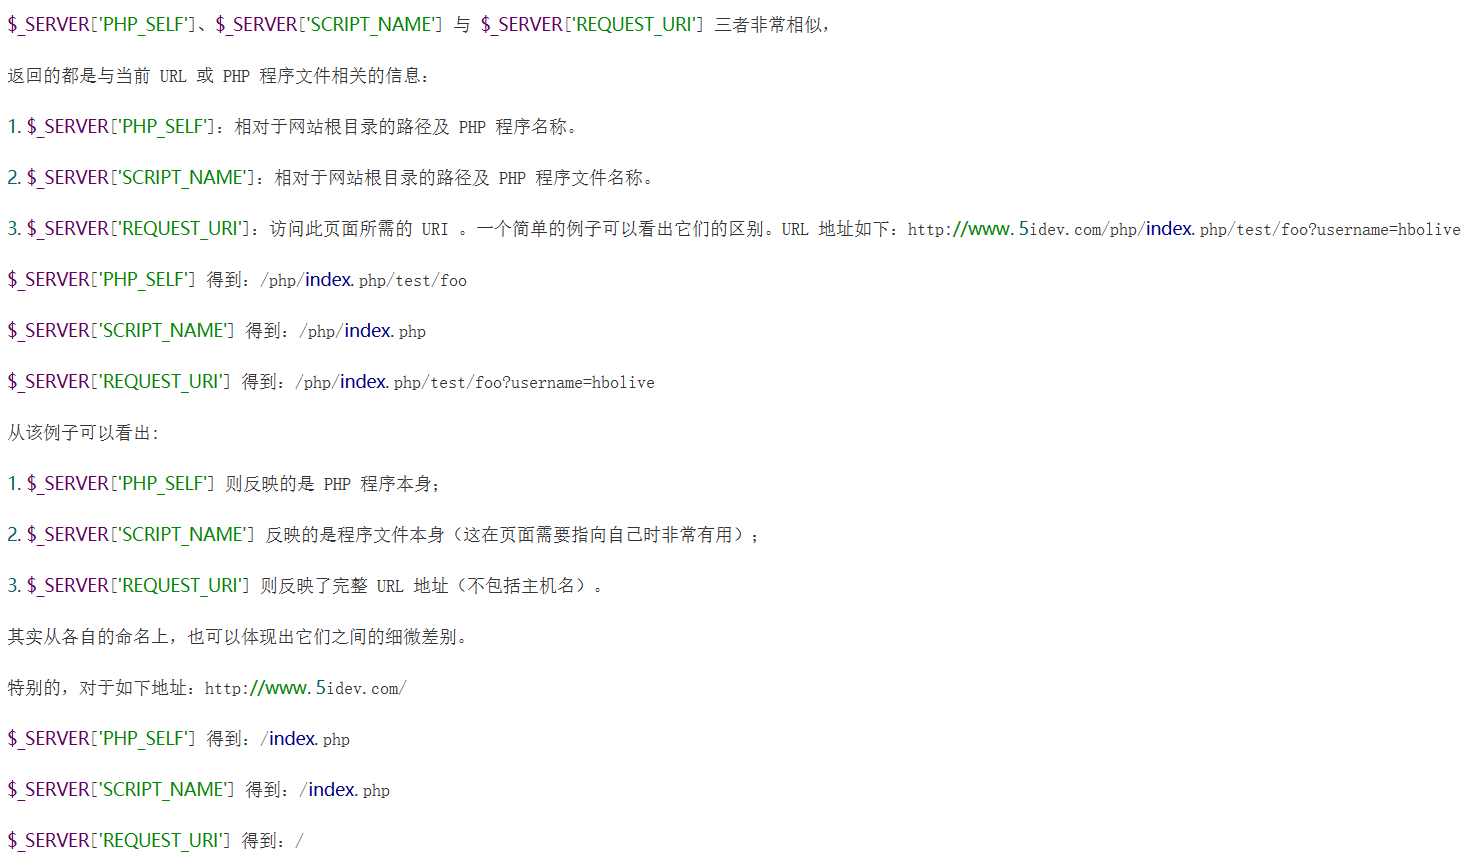 $_SERVER['PHP_SELF']、$_SERVER['SCRIPT_NAME'] 与 $_SERVER['REQUEST_URI'] 三者非常相似，
返回的都是与当前 URL 或 PHP 程序文件相关的信息：
1. $_SERVER['PHP_SELF']：相对于网站根目录的路径及 PHP 程序名称。
2. $_SERVER['SCRIPT_NAME']：相对于网站根目录的路径及 PHP 程序文件名称。
3. $_SERVER['REQUEST_URI']：访问此页面所需的 URI 。一个简单的例子可以看出它们的区别。URL 地址如下：http://www.5idev.com/php/index.php/test/foo?username=hbolive
$_SERVER['PHP_SELF'] 得到：/php/index.php/test/foo
$_SERVER['SCRIPT_NAME'] 得到：/php/index.php
$_SERVER['REQUEST_URI'] 得到：/php/index.php/test/foo?username=hbolive
从该例子可以看出:
1. $_SERVER['PHP_SELF'] 则反映的是 PHP 程序本身；
2. $_SERVER['SCRIPT_NAME'] 反映的是程序文件本身（这在页面需要指向自己时非常有用）；
3. $_SERVER['REQUEST_URI'] 则反映了完整 URL 地址（不包括主机名）。
其实从各自的命名上，也可以体现出它们之间的细微差别。
特别的，对于如下地址：http://www.5idev.com/
$_SERVER['PHP_SELF'] 得到：/index.php
$_SERVER['SCRIPT_NAME'] 得到：/index.php
$_SERVER['REQUEST_URI'] 得到：/